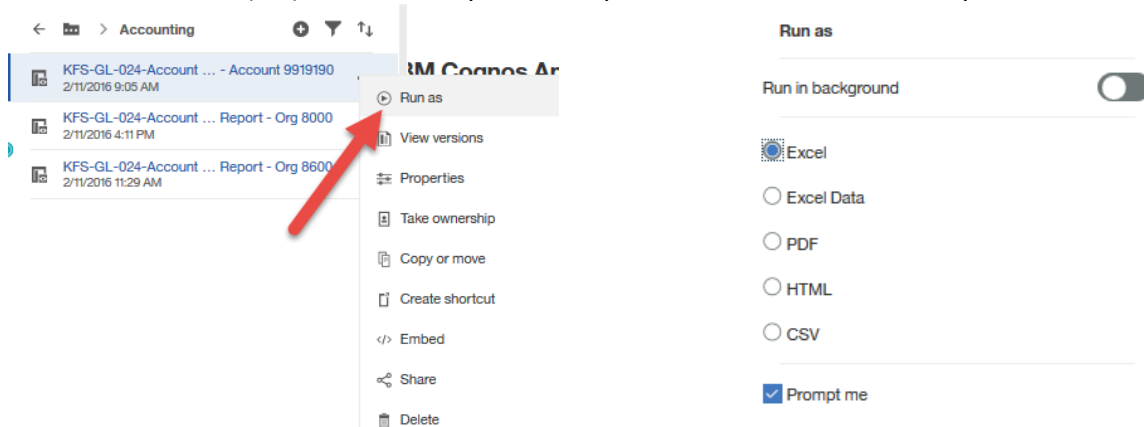 Accounting
KFS-GL-024-Account ... - Account 9919190
2/11/2016 9:05 AM
KFS-GL-024-Account ... Report - Org 8000
2/11/2016 4:11 PM
KFS-GL-024-Account ... Report - Org 8600
2/11/2016 11:29 AM
BM Cognos An
Run as
View versions
Properties
Take ownership
Copy or move
Create shortcut
Embed
Share
Delete
Run as
Run in background
Excel
Excel Data
PDF
HTML
CSV
Prompt me